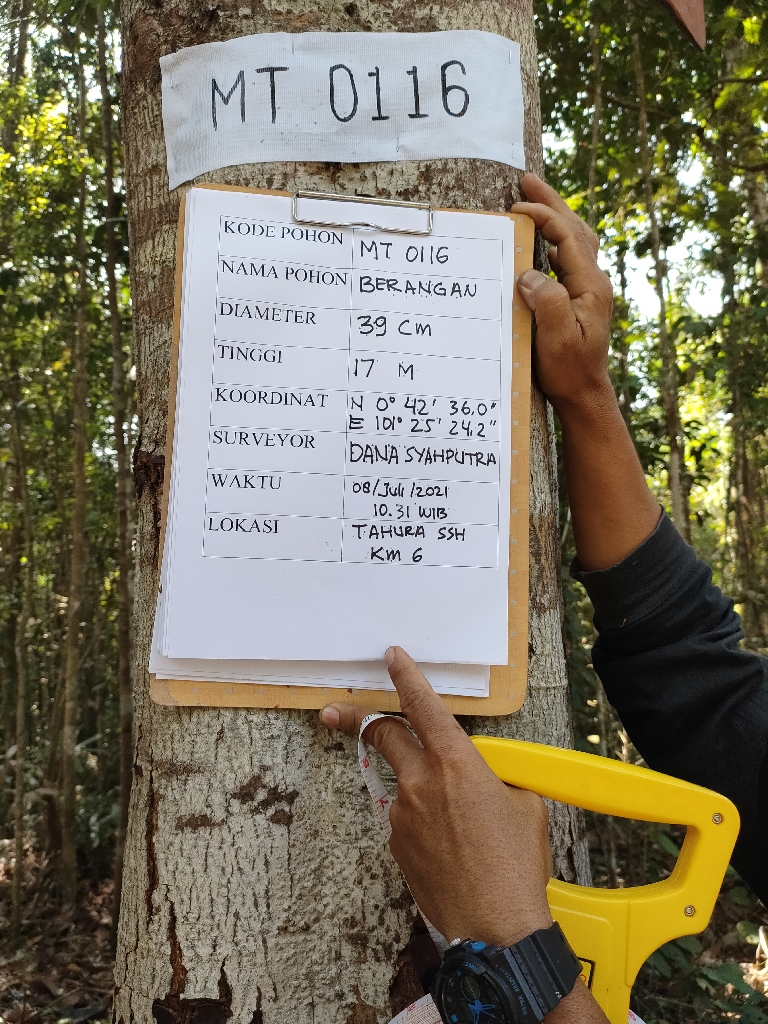 MT 0116
KODE POHON MT 0116
NAMA POHON BERANGAN
DIAMETER 39 Cm
TINGGI 17 M
KOORDINAT N 0° 42' 36.0"
E 101° 25' 24.2"
SURVEYOR DANA SYAHPUTRA
WAKTU 08/Juli/2021
10.31 WIB
LOKASI TAHURA SSH
Km 6